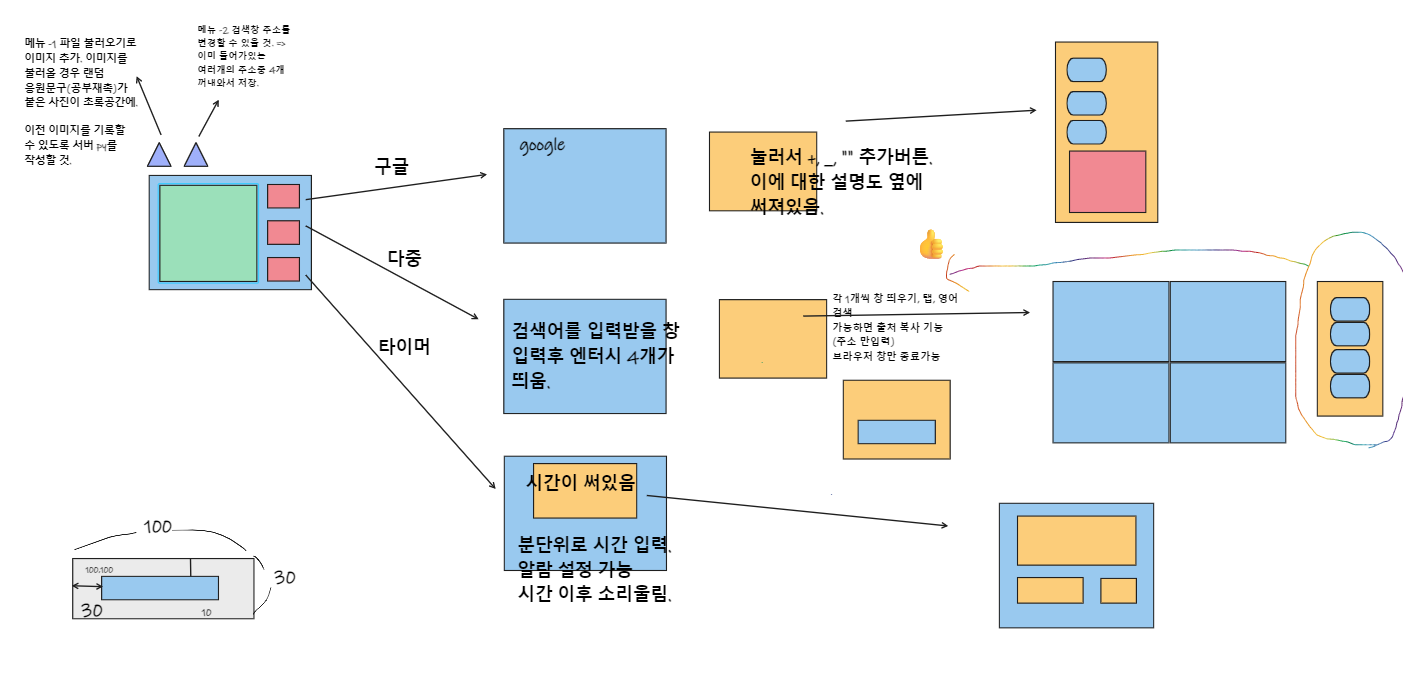 메뉴 -1 파일 불러오기로
이미지 추가. 이미지를
불러올 경우 랜덤
응원문구(공부재촉)가
붙은 사진이 초록공간에.
이전 이미지를 기록할
수 있도록 서버 py를
작성할 것.
메뉴 -2. 검색창 주소를
변경할 수 있을 것. =>
이미 들어가있는
여러개의 주소중 4개
꺼내와서 저장.
구글
다중
타이머
google
눌러서 +, _, "" 추가버튼.
이에 대한 설명도 옆에
써져있음.
검색어를 입력받을 창
입력후 엔터시 4개가
띄움.
각 1개씩 창 띄우기, 탭, 영어
검색
가능하면 출처 복사 기능
(주소 만입력)
브라우저 창만 종료가능
시간이 써있음
분단위로 시간 입력.
알람 설정 가능
시간 이후 소리울림.
100
100,100
30
30
10